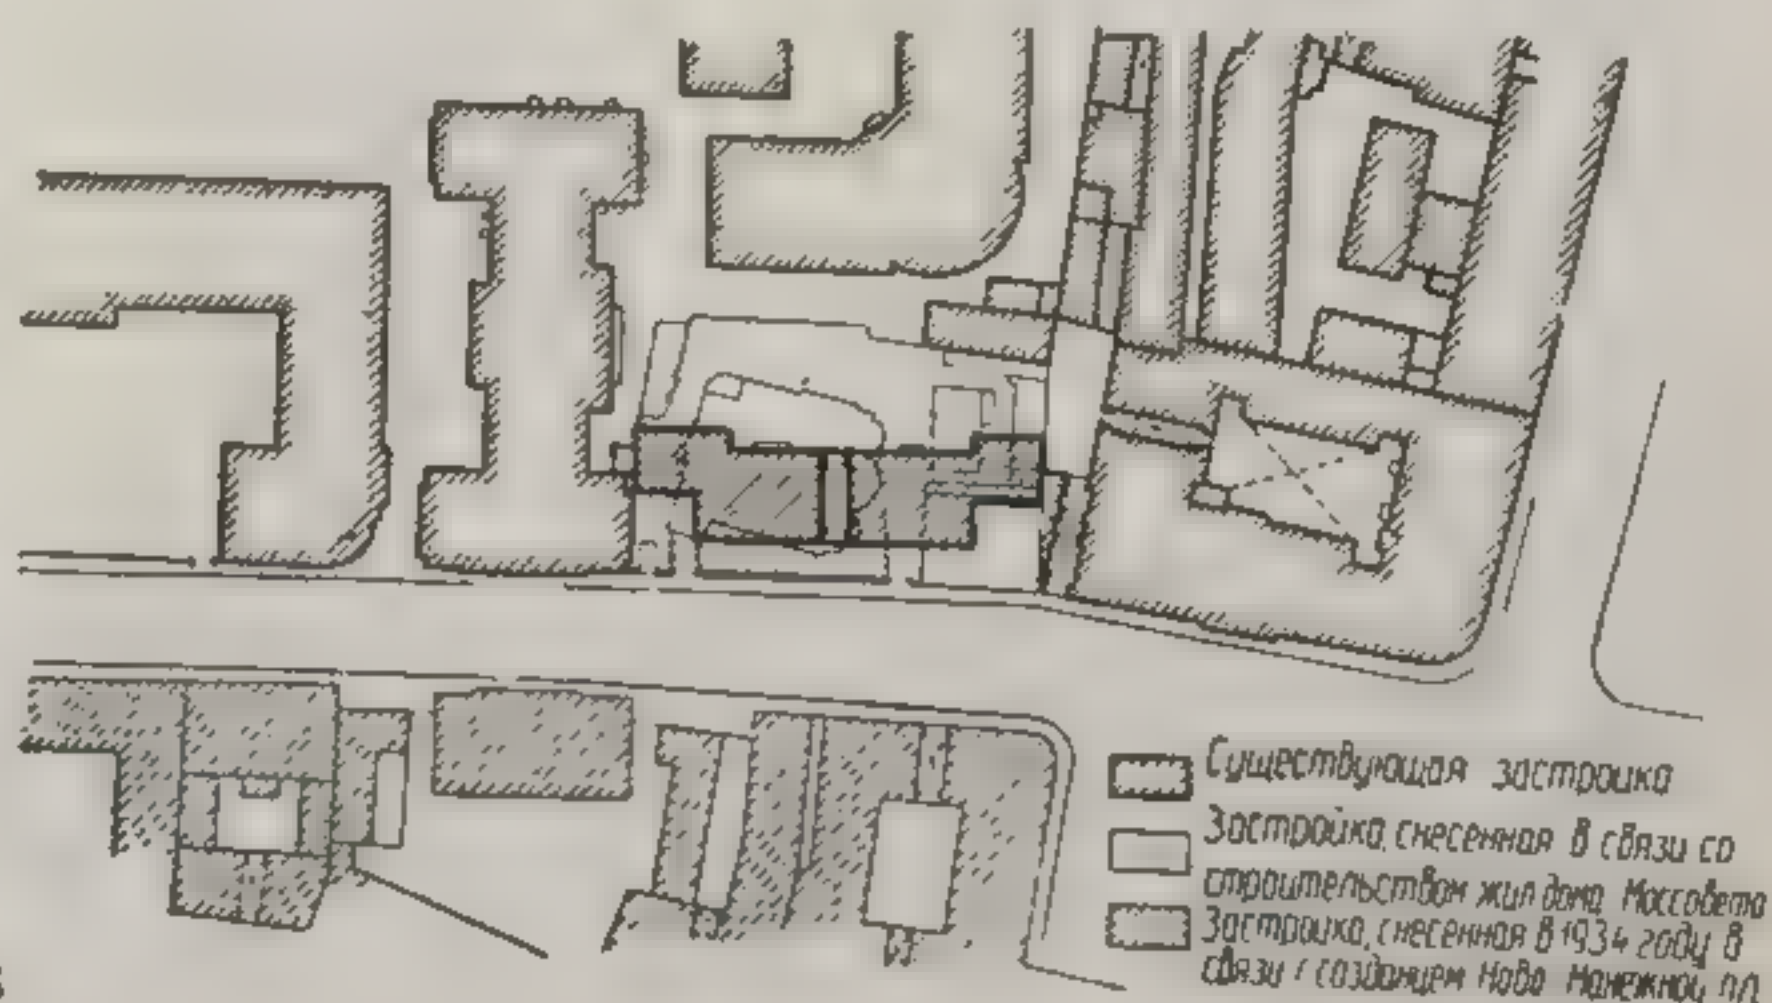 Существующая застройка
Застройка, снесенная в связи со
строительством жил дома Моссовета
Застройка, снесенная в 1934 году в
связи с созданием Ново Манежной пл